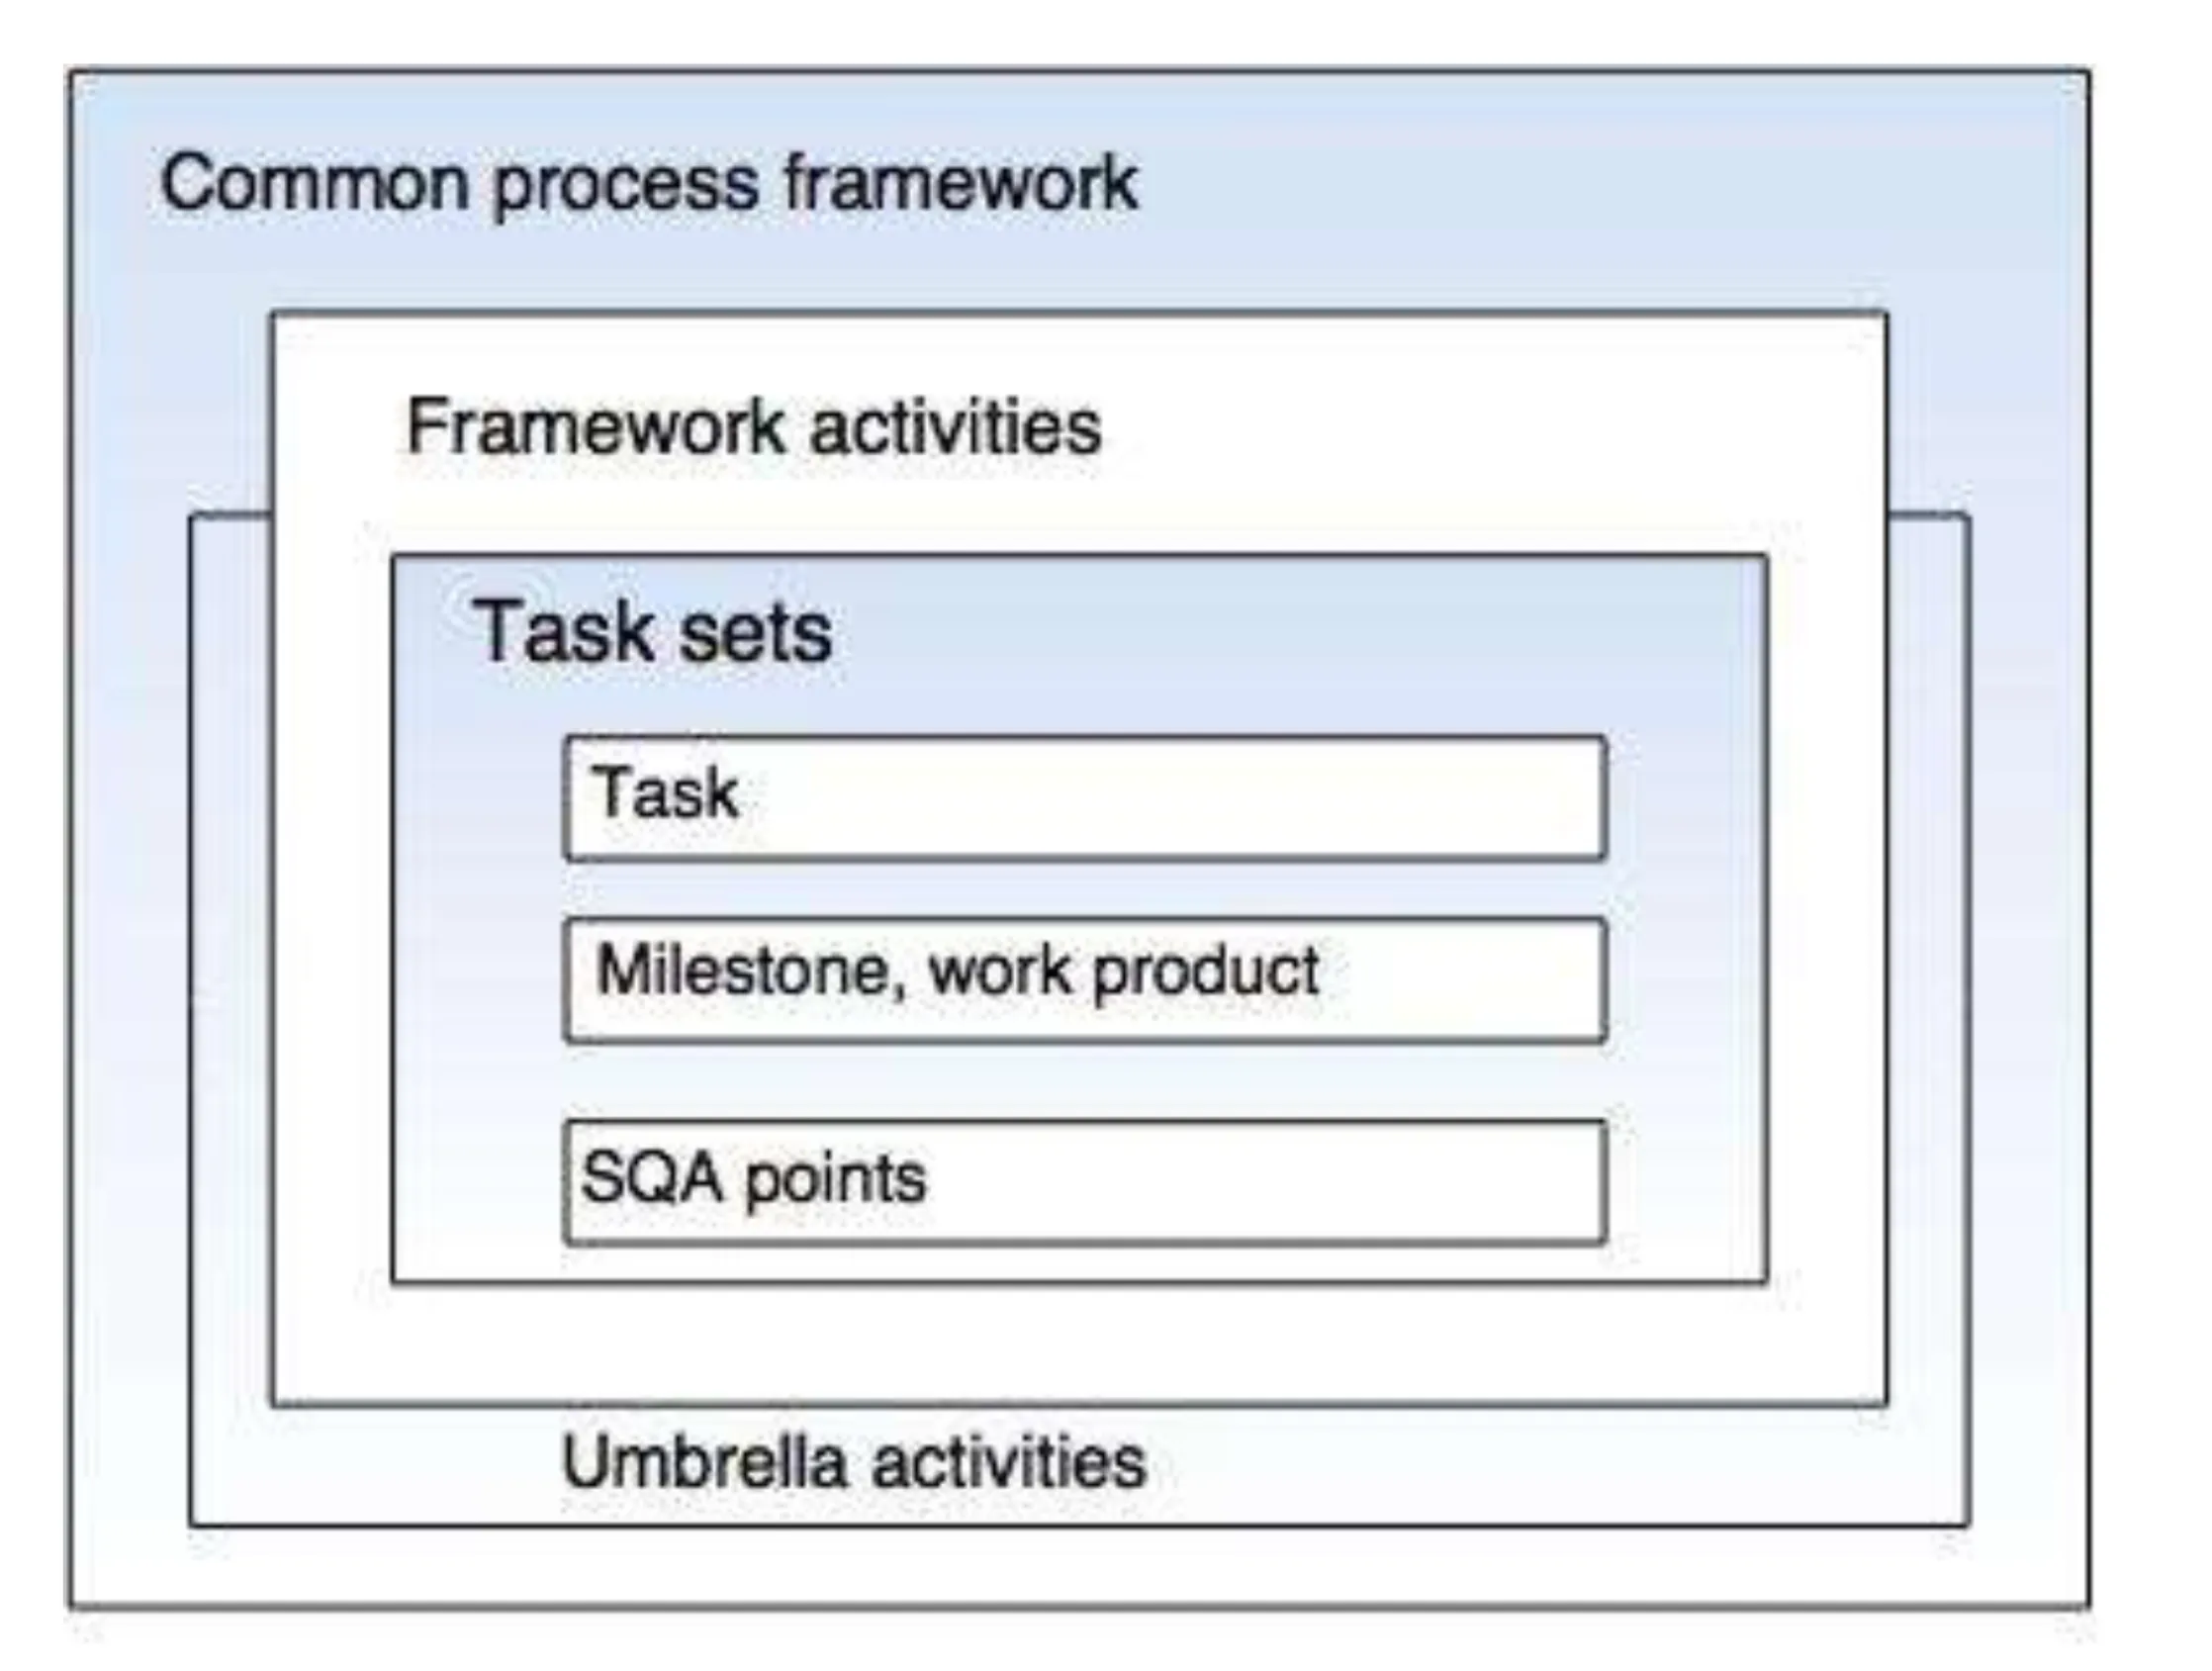 Common process framework
Framework activities
Task sets
Task
Milestone, work product
SQA points
Umbrella activities